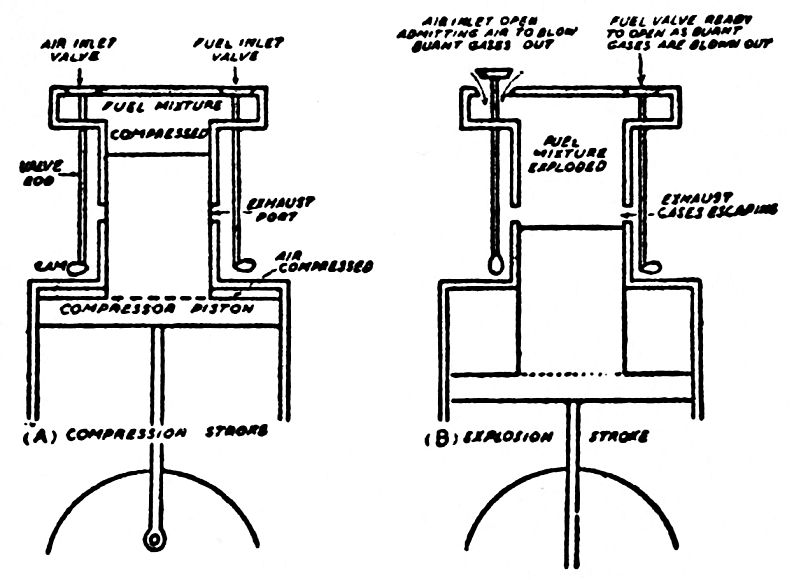 AIR INLET
VALVE
FUEL INLET
VALVE
FUEL MIXTURE
COMPRESSED
VALVE
ROD
EXHAUST
PORT
CAM
AIR
COMPRESSED
COMPRESSOR PISTON
(A) COMPRESSION STROKE
AIR INLET OPEN
ADMITTING AIR TO BLOW
BURNT GASES OUT
FUEL VALVE READY
TO OPEN AS BURNT
GASES ARE BLOWN OUT
FUEL
MIXTURE
EXPLODED
EXHAUST
GASES ESCAPING
(B) EXPLOSION STROKE